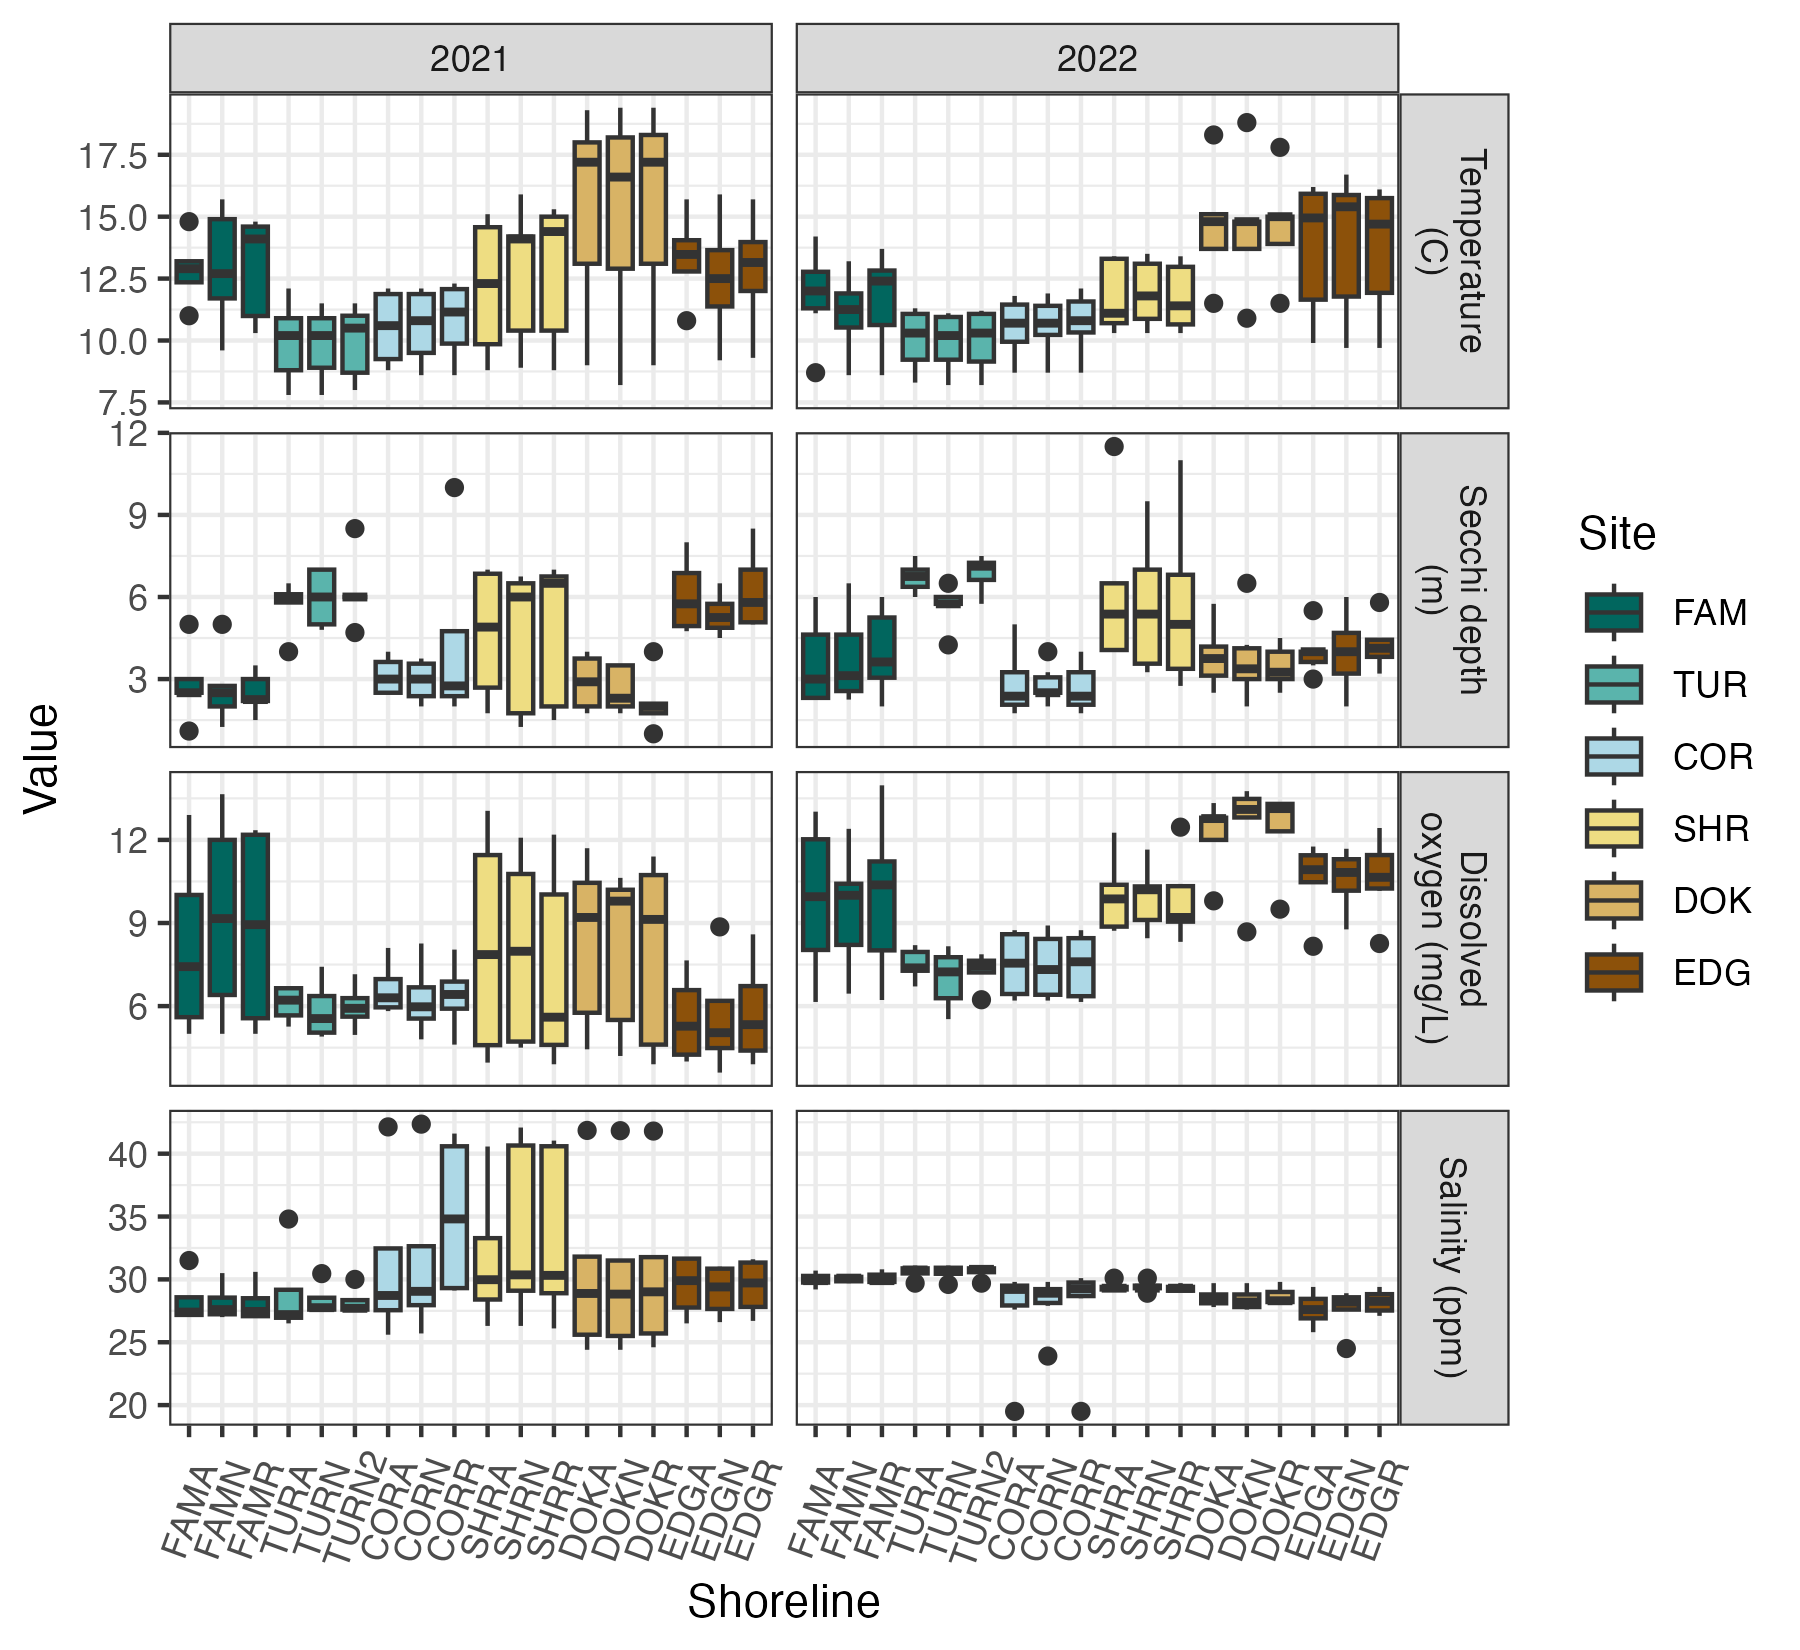 2021
2022
17.5
15.0
12.5
10.0
7.5
Temperature
(C)
12
9
6
3
Secchi depth
(m)
12
9
6
Dissolved
oxygen (mg/L)
40
35
30
25
20
Salinity (ppm)
Value
FAMA
FAMN
FAMR
TURA
TURN
TURN2
CORA
CORN
CORR
SHRA
SHRN
SHRR
DOKA
DOKN
DOKR
EDGA
EDGN
EDGR
FAMA
FAMN
FAMR
TURA
TURN
TURN2
CORA
CORN
CORR
SHRA
SHRN
SHRR
DOKA
DOKN
DOKR
EDGA
EDGN
EDGR
Shoreline
Site
FAM
TUR
COR
SHR
DOK
EDG